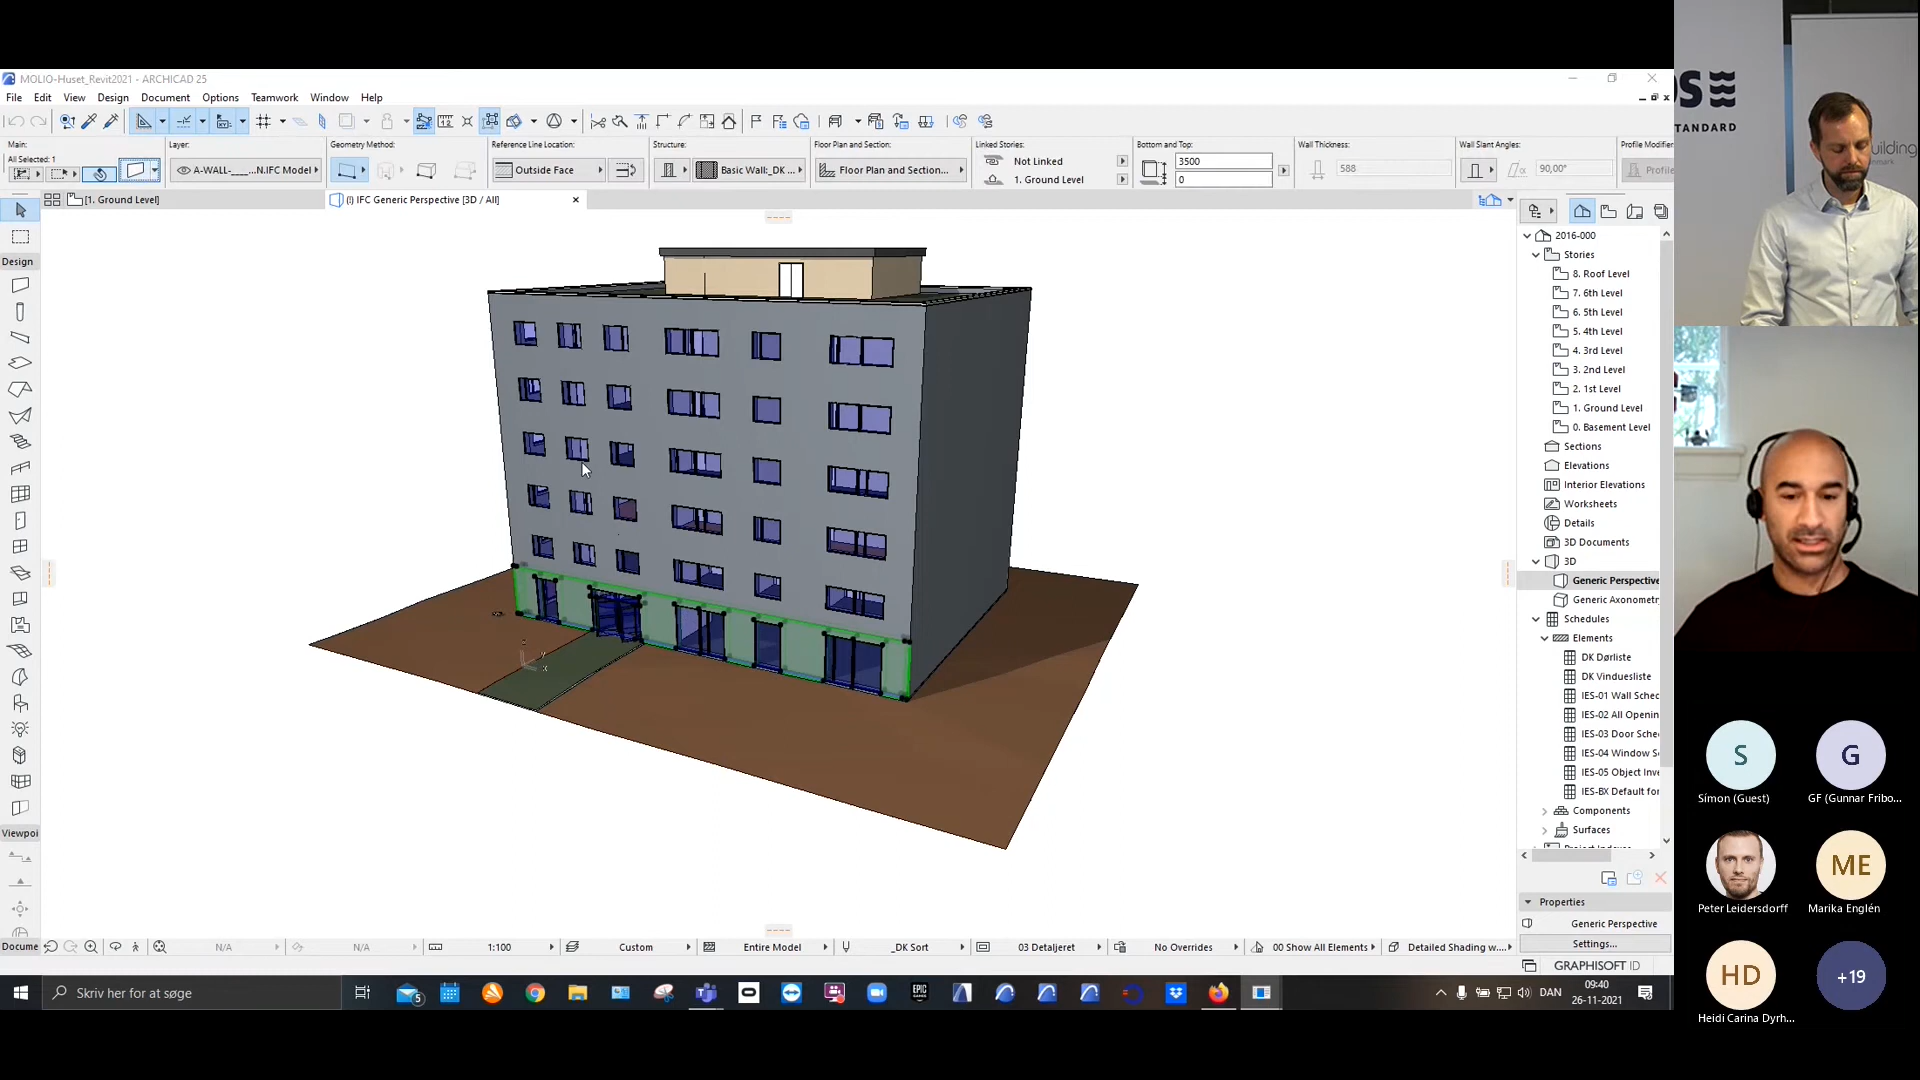 MOLIO-Huset_Revit2021 - ARCHICAD 25
File Edit View Design Document Options Teamwork Window Help
Main:
All Selected: 1
Layer:
A-WALL-____...N.IFC Model
Geometry Method:
Reference Line Location:
Outside Face
Structure:
Basic Wall:_DK ...
Floor Plan and Section:
Floor Plan and Section...
Linked Stories:
Not Linked
1. Ground Level
Bottom and Top:
3500
0
Wall Thickness:
588
Wall Slant Angles:
90,00°
Profile Modifier
Profile
[1. Ground Level]
(!) IFC Generic Perspective [3D / All]
Design
Viewpoi
Docume
2016-000
Stories
8. Roof Level
7. 6th Level
6. 5th Level
5. 4th Level
4. 3rd Level
3. 2nd Level
2. 1st Level
1. Ground Level
0. Basement Level
Sections
Elevations
Interior Elevations
Worksheets
Details
3D Documents
3D
Generic Perspective
Generic Axonometr
Schedules
Elements
DK Dørliste
DK Vinduesliste
IES-01 Wall Sched
IES-02 All Openin
IES-03 Door Sche
IES-04 Window S
IES-05 Object Inve
IES-BX Default for
Components
Surfaces
Properties
Generic Perspective
Settings...
GRAPHISOFT ID
N/A
N/A
1:100
Custom
Entire Model
_DK Sort
03 Detaljeret
No Overrides
00 Show All Elements
Detailed Shading w...
Skriv her for at søge
5
EPIC
DAN
09:40
26-11-2021
OS
STANDARD
uilding
nmark
S
Símon (Guest)
G
GF (Gunnar Fribo...
Peter Leidersdorff
ME
Marika Englén
HD
Heidi Carina Dyrh...
+19